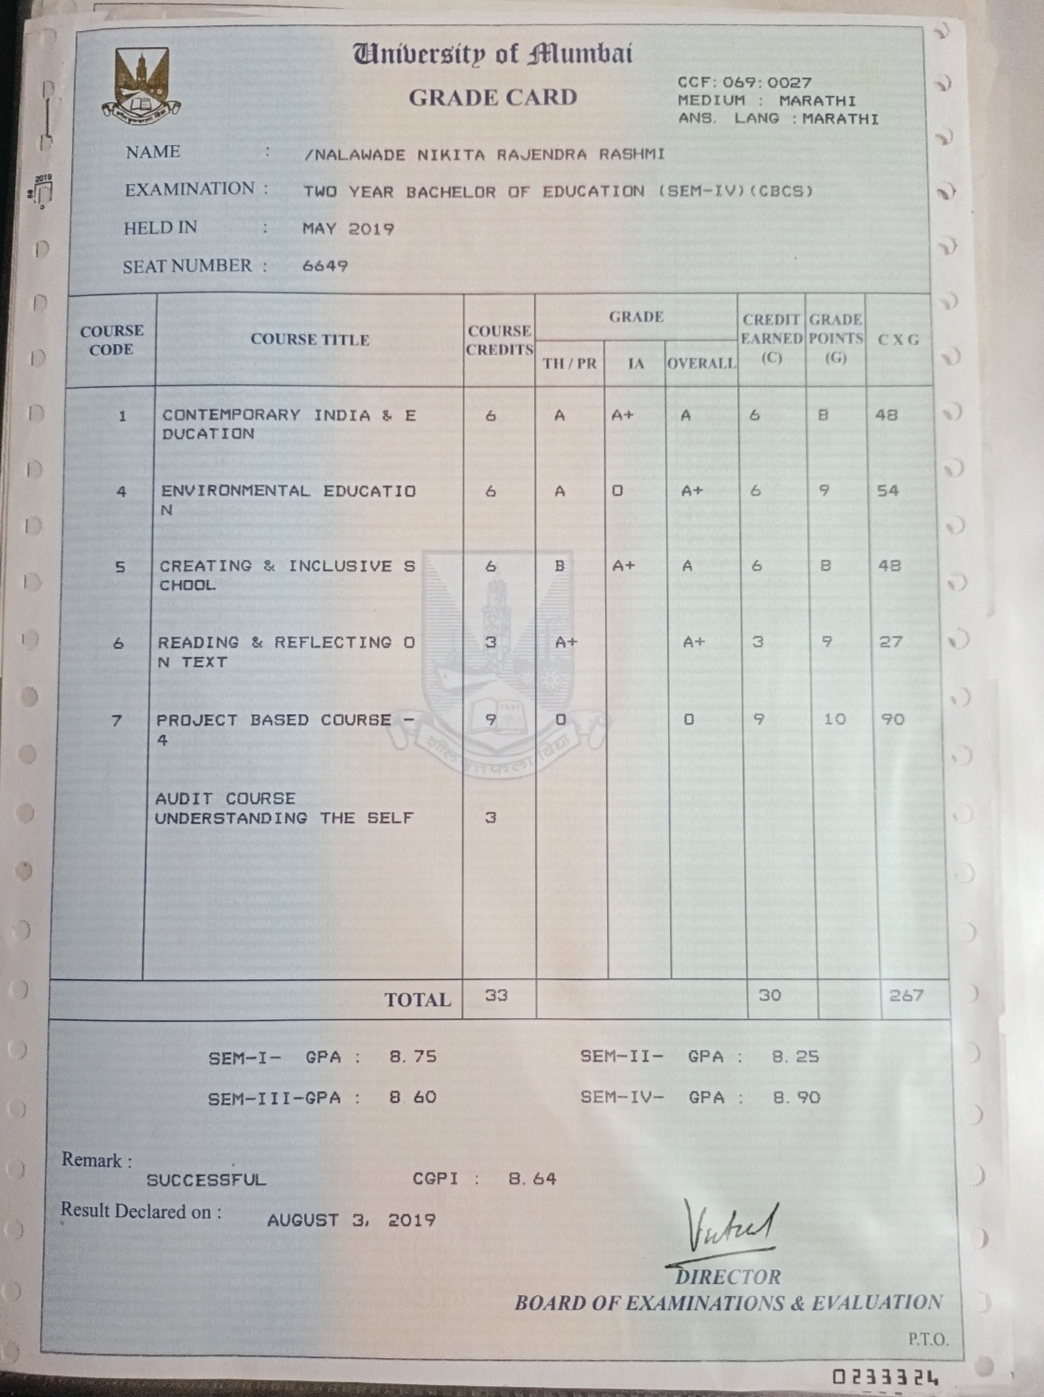 University of Mumbai
GRADE CARD
CCF: 069: 0027
MEDIUM : MARATHI
ANS. LANG : MARATHI
NAME : /NALAWADE NIKITA RAJENDRA RASHMI
EXAMINATION : TWO YEAR BACHELOR OF EDUCATION (SEM-IV)(CBCS)
HELD IN : MAY 2019
SEAT NUMBER : 6649
COURSE CODE COURSE TITLE COURSE CREDITS GRADE CREDIT EARNED (C) GRADE POINTS (G) C X G
TH / PR IA OVERALL
1 CONTEMPORARY INDIA & E 6 A A+ A 6 8 48
DUCATION
4 ENVIRONMENTAL EDUCATIO 6 A O A+ 6 9 54
N
5 CREATING & INCLUSIVE S 6 B A+ A 6 8 48
CHOOL
6 READING & REFLECTING O 3 A+ A+ 3 9 27
N TEXT
7 PROJECT BASED COURSE - 9 O O 9 10 90
4
AUDIT COURSE
UNDERSTANDING THE SELF 3
TOTAL 33 30 267
SEM-I- GPA : 8.75 SEM-II- GPA : 8.25
SEM-III-GPA : 8.60 SEM-IV- GPA : 8.90
Remark :
SUCCESSFUL CGPI : 8.64
Result Declared on : AUGUST 3, 2019
DIRECTOR
BOARD OF EXAMINATIONS & EVALUATION
P.T.O.
0233324